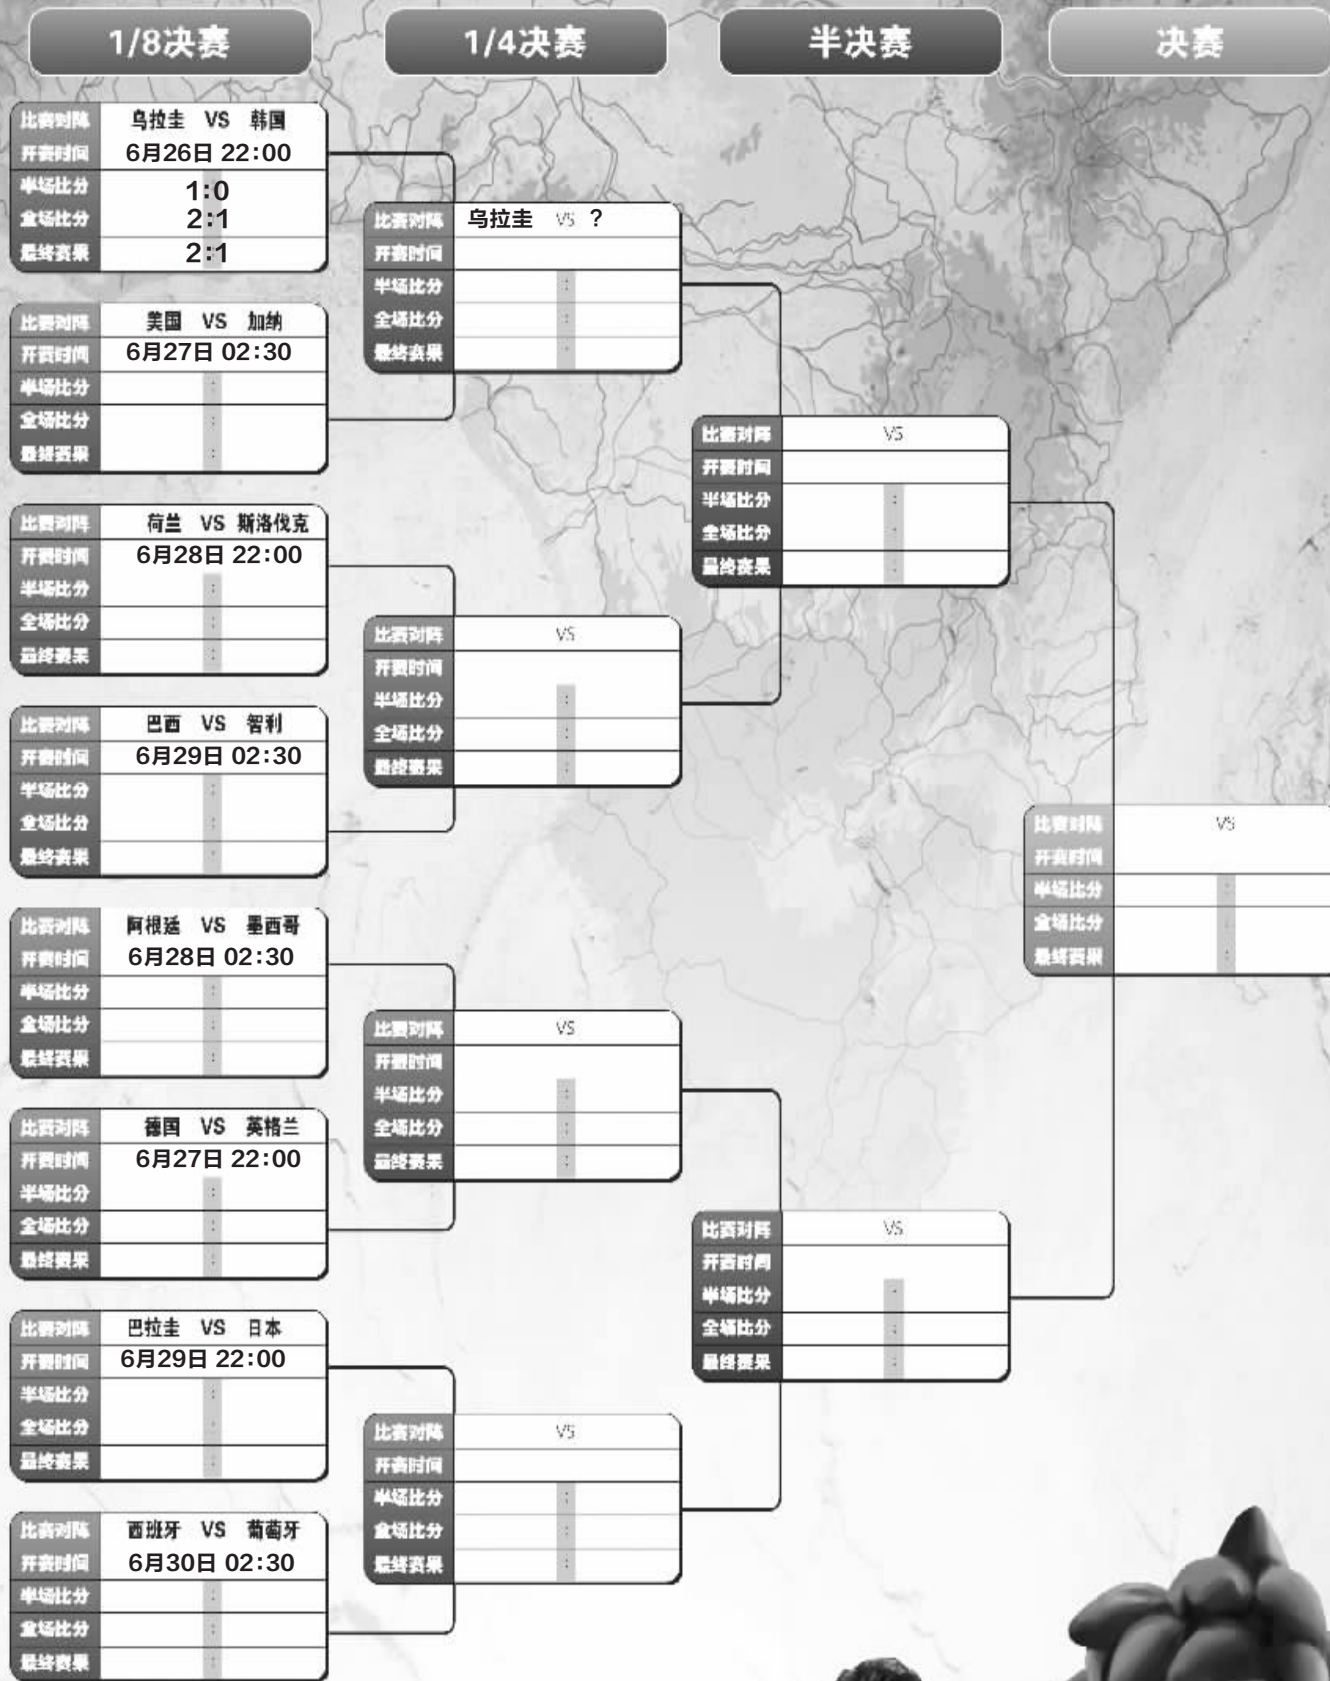 1/8决赛 1/4决赛 半决赛 决赛
比赛对阵 乌拉圭 VS 韩国
开赛时间 6月26日 22:00
半场比分 1:0
全场比分 2:1
最终赛果 2:1
比赛对阵 美国 VS 加纳
开赛时间 6月27日 02:30
半场比分 :
全场比分 :
最终赛果 :
比赛对阵 荷兰 VS 斯洛伐克
开赛时间 6月28日 22:00
半场比分 :
全场比分 :
最终赛果 :
比赛对阵 巴西 VS 智利
开赛时间 6月29日 02:30
半场比分 :
全场比分 :
最终赛果 :
比赛对阵 阿根廷 VS 墨西哥
开赛时间 6月28日 02:30
半场比分 :
全场比分 :
最终赛果 :
比赛对阵 德国 VS 英格兰
开赛时间 6月27日 22:00
半场比分 :
全场比分 :
最终赛果 :
比赛对阵 巴拉圭 VS 日本
开赛时间 6月29日 22:00
半场比分 :
全场比分 :
最终赛果 :
比赛对阵 西班牙 VS 葡萄牙
开赛时间 6月30日 02:30
半场比分 :
全场比分 :
最终赛果 :
比赛对阵 乌拉圭 VS ?
开赛时间
半场比分 :
全场比分 :
最终赛果 :
比赛对阵 VS
开赛时间
半场比分 :
全场比分 :
最终赛果 :
比赛对阵 VS
开赛时间
半场比分 :
全场比分 :
最终赛果 :
比赛对阵 VS
开赛时间
半场比分 :
全场比分 :
最终赛果 :
比赛对阵 VS
开赛时间
半场比分 :
全场比分 :
最终赛果 :
比赛对阵 VS
开赛时间
半场比分 :
全场比分 :
最终赛果 :
比赛对阵 VS
开赛时间
半场比分 :
全场比分 :
最终赛果 :